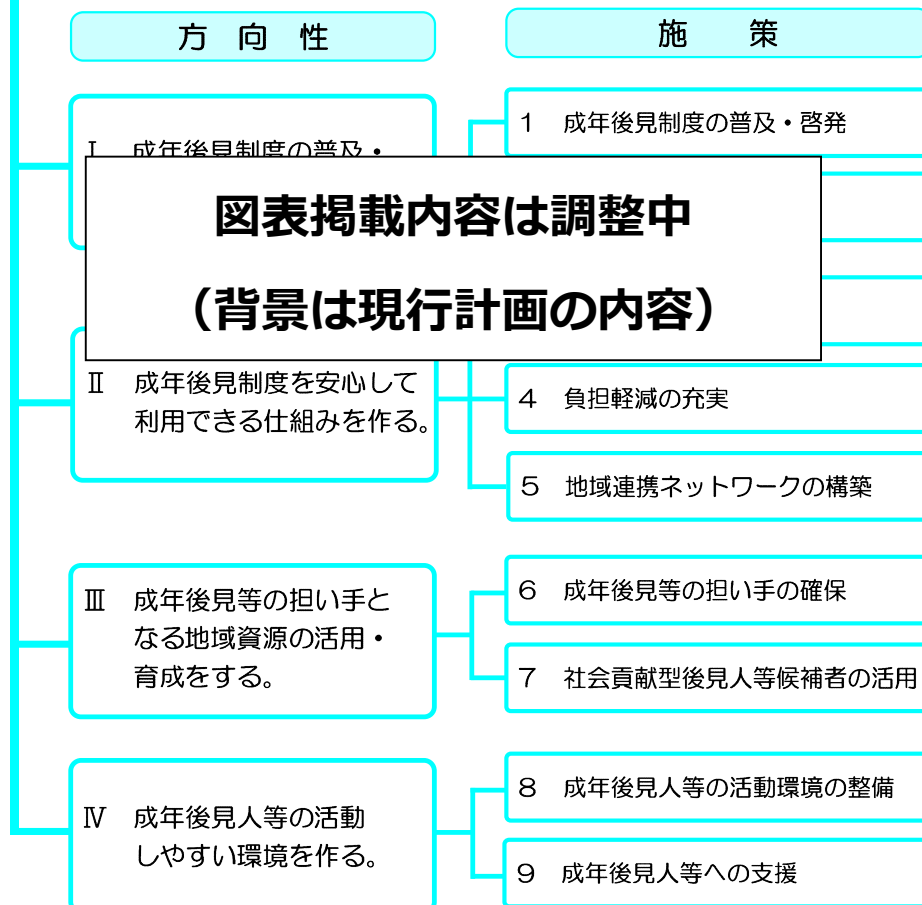 方 向 性
施 策
Ⅰ 成年後見制度の普及・
図表掲載内容は調整中
（背景は現行計画の内容）
Ⅱ 成年後見制度を安心して
利用できる仕組みを作る。
Ⅲ 成年後見等の担い手と
なる地域資源の活用・
育成をする。
Ⅳ 成年後見人等の活動
しやすい環境を作る。
1 成年後見制度の普及・啓発
4 負担軽減の充実
5 地域連携ネットワークの構築
6 成年後見等の担い手の確保
7 社会貢献型後見人等候補者の活用
8 成年後見人等の活動環境の整備
9 成年後見人等への支援